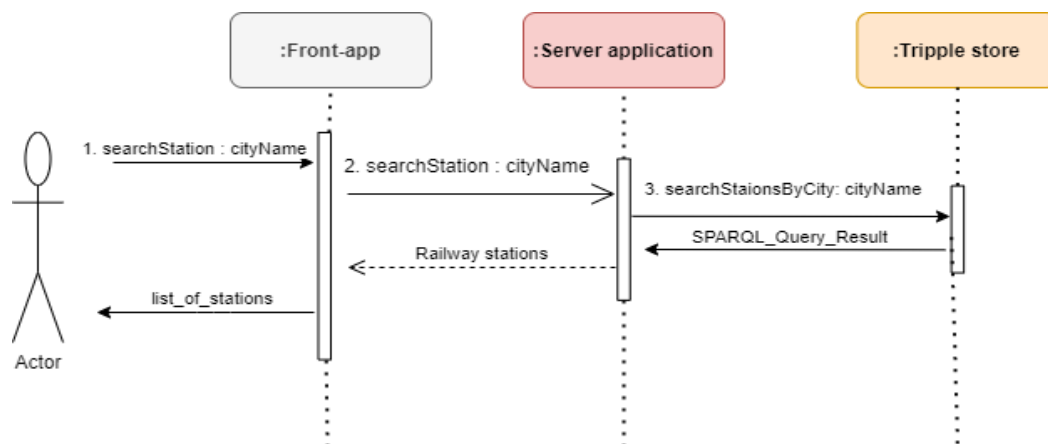 :Front-app
:Server application
:Tripple store
1. searchStation : cityName
2. searchStation : cityName
3. searchStaionsByCity: cityName
SPARQL_Query_Result
Railway stations
list_of_stations
Actor